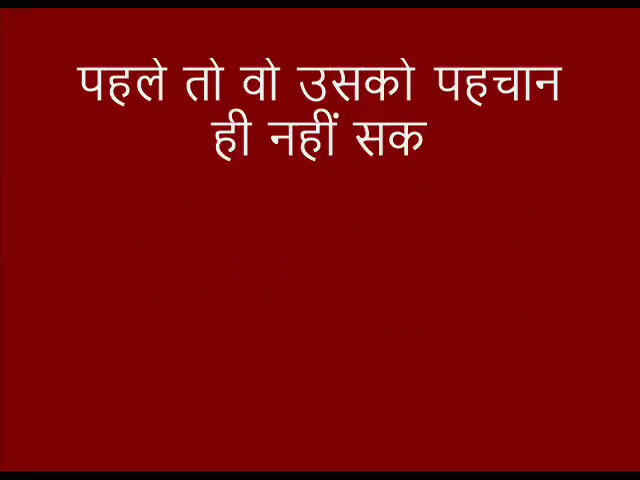 पहले तो वो उसको पहचान
ही नहीं सक